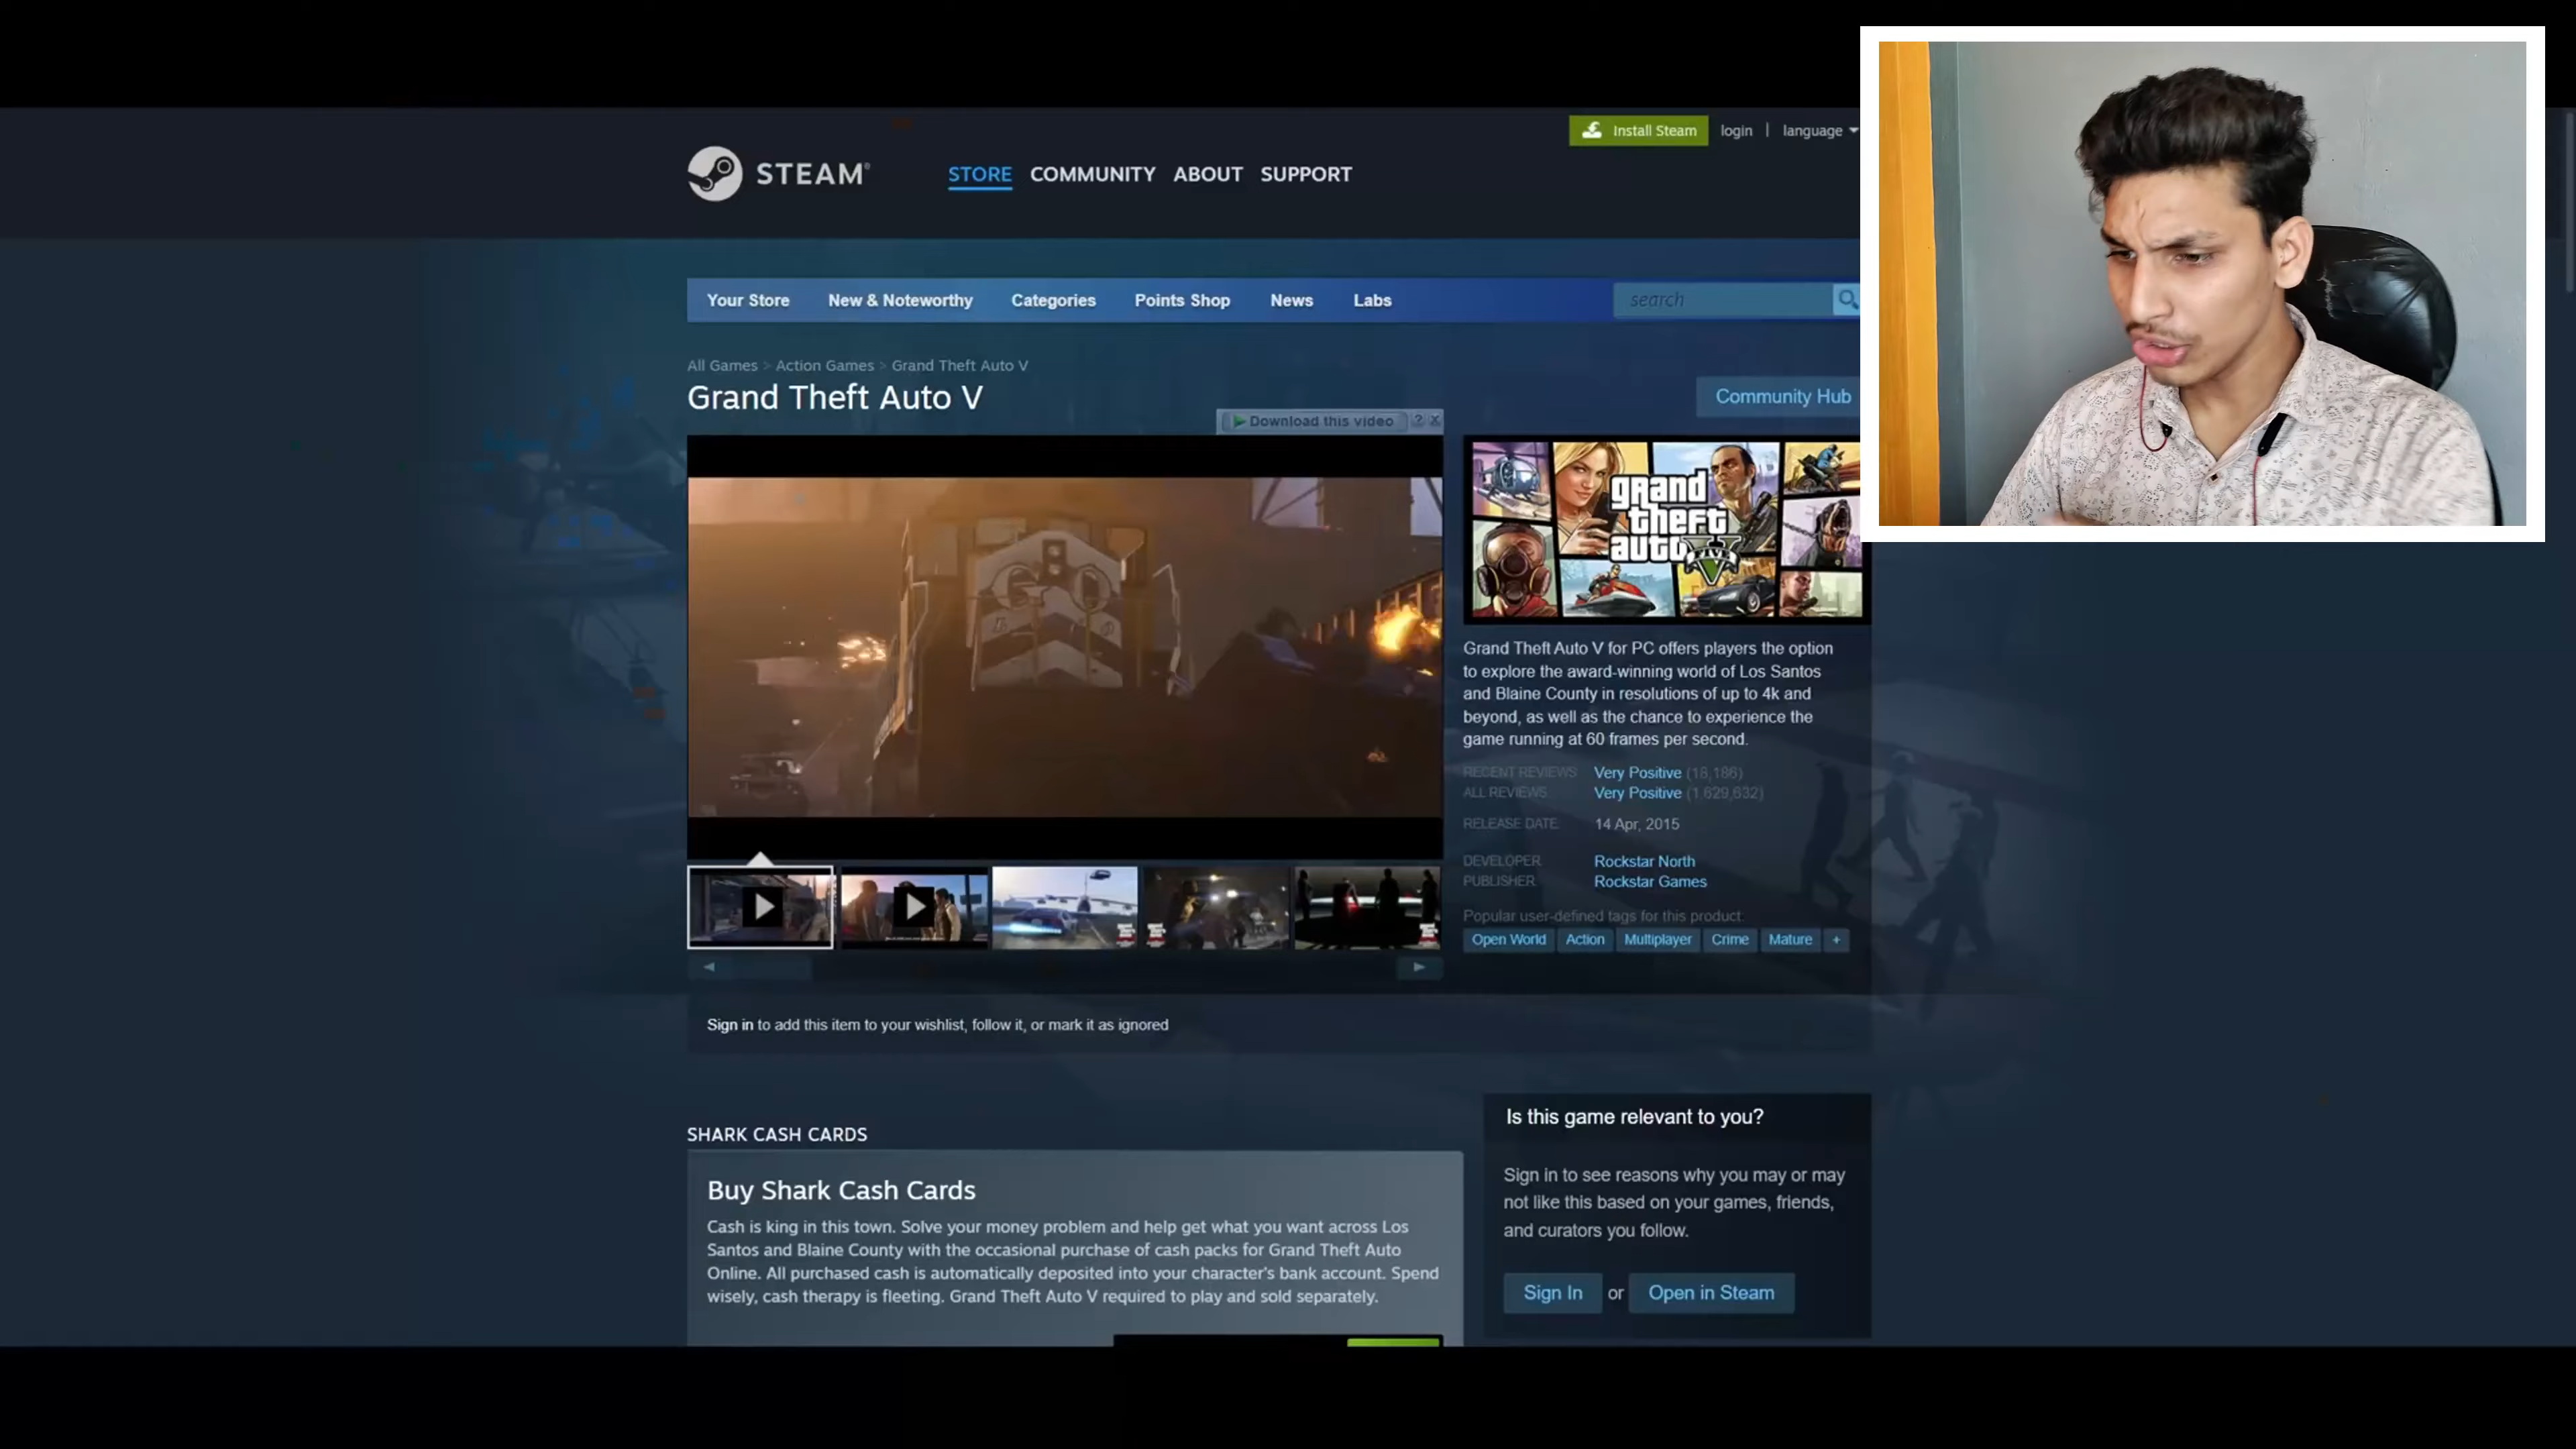 Install Steam
login
language
STEAM®
STORE
COMMUNITY
ABOUT
SUPPORT
Your Store
New & Noteworthy
Categories
Points Shop
News
Labs
search
All Games > Action Games > Grand Theft Auto V
Grand Theft Auto V
Community Hub
Download this video ? X
GO
grand
theft
auto
FIVE
V
Grand Theft Auto V for PC offers players the option
to explore the award-winning world of Los Santos
and Blaine County in resolutions of up to 4k and
beyond, as well as the chance to experience the
game running at 60 frames per second.
RECENT REVIEWS: Very Positive (18,186)
ALL REVIEWS: Very Positive (1,629,632)
RELEASE DATE: 14 Apr, 2015
DEVELOPER: Rockstar North
PUBLISHER: Rockstar Games
Popular user-defined tags for this product:
Open World Action Multiplayer Crime Mature +
Sign in to add this item to your wishlist, follow it, or mark it as ignored
SHARK CASH CARDS
Buy Shark Cash Cards
Cash is king in this town. Solve your money problem and help get what you want across Los
Santos and Blaine County with the occasional purchase of cash packs for Grand Theft Auto
Online. All purchased cash is automatically deposited into your character's bank account. Spend
wisely, cash therapy is fleeting. Grand Theft Auto V required to play and sold separately.
Is this game relevant to you?
Sign in to see reasons why you may or may
not like this based on your games, friends,
and curators you follow.
Sign In or Open in Steam